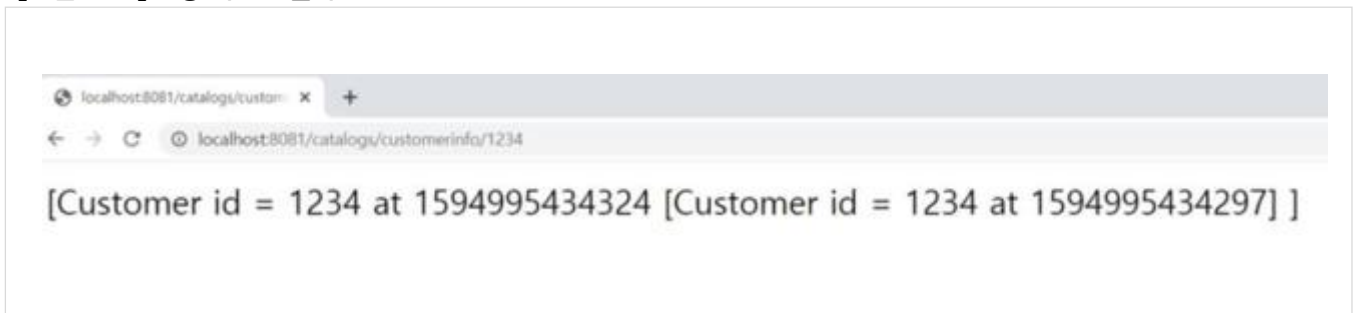 localhost:8081/catalogs/custom
localhost:8081/catalogs/customerinfo/1234
[Customer id = 1234 at 1594995434324 [Customer id = 1234 at 1594995434297] ]